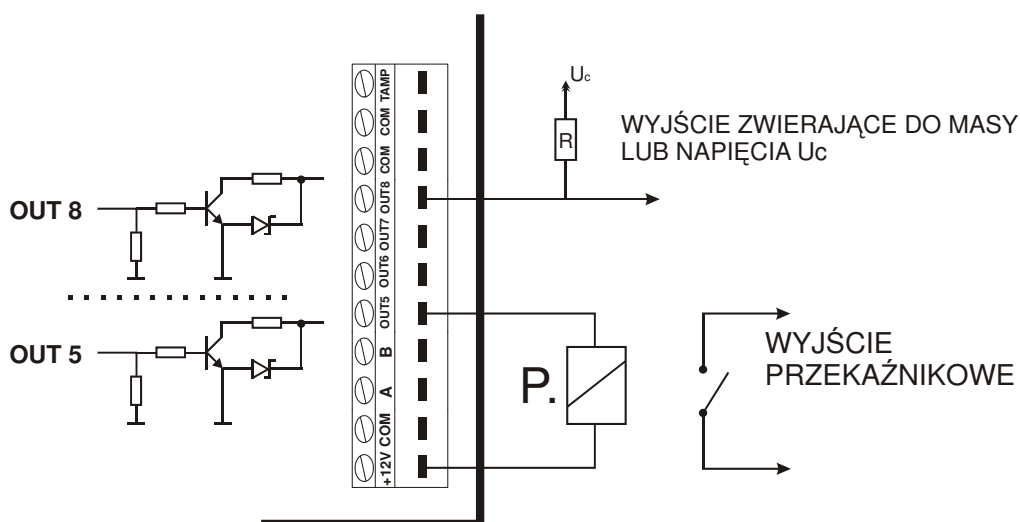 TAMP
COM
COM
OUT8
OUT7
OUT6
OUT5
B
A
COM
+12V
OUT 8
OUT 5
Uc
R
WYJŚCIE ZWIERAJĄCE DO MASY
LUB NAPIĘCIA Uc
P.
WYJŚCIE
PRZEKAŹNIKOWE